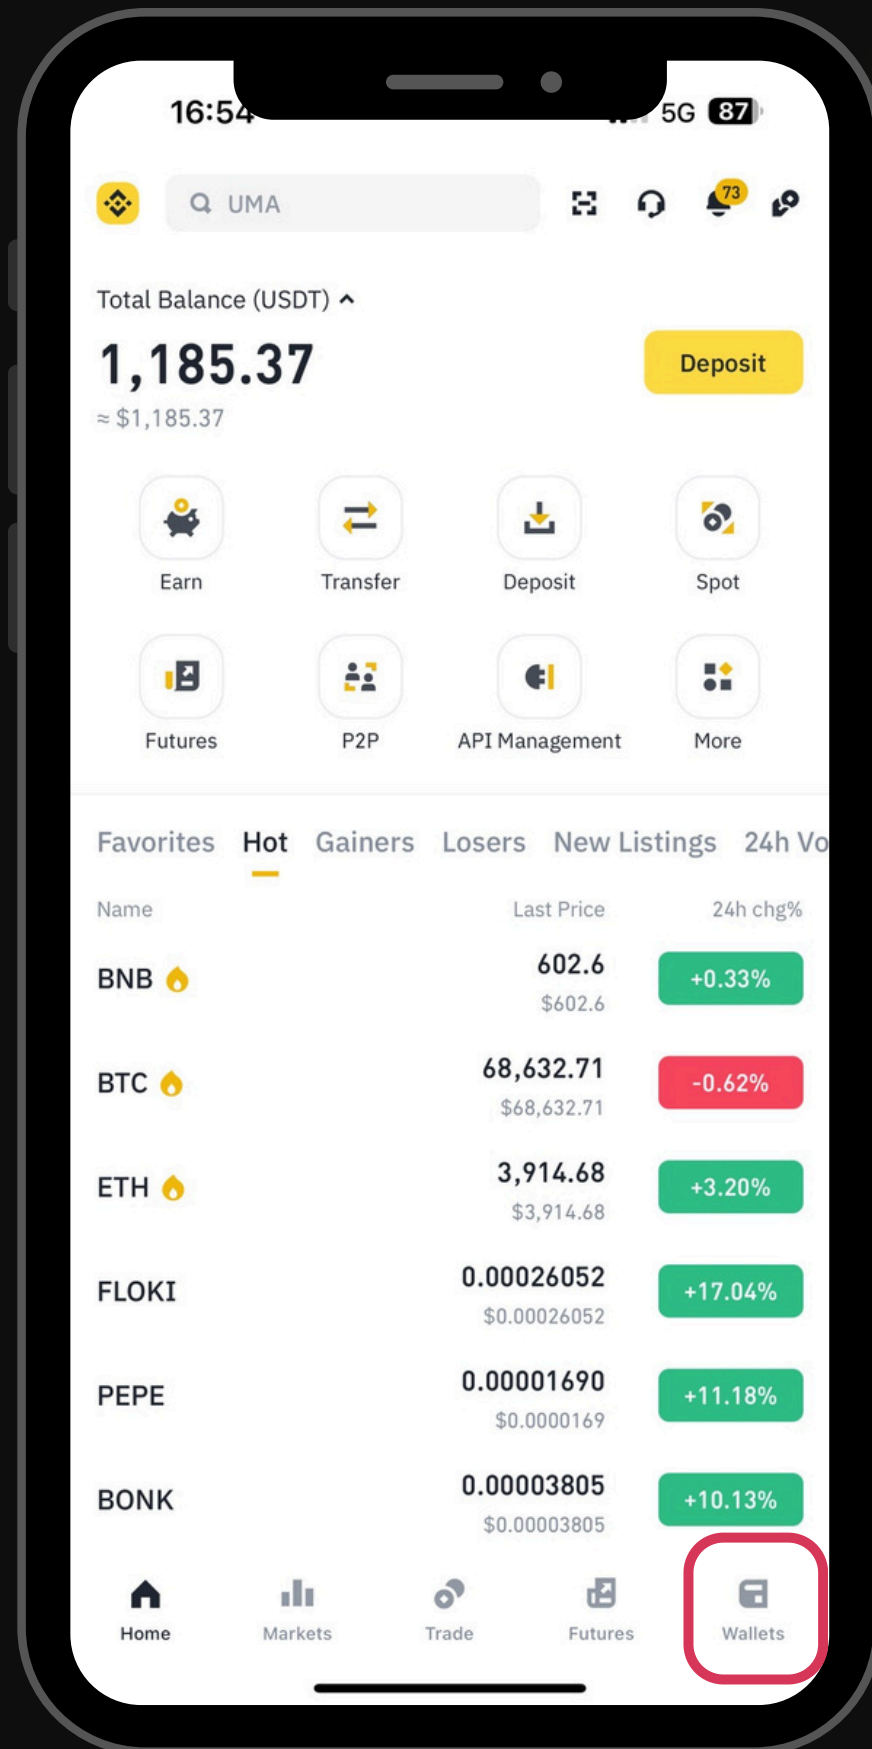 16:54
5G 87
UMA
73
Total Balance (USDT)
1,185.37
Deposit
≈ $1,185.37
Earn Transfer Deposit Spot
Futures P2P API Management More
Favorites Hot Gainers Losers New Listings 24h Vo
Name Last Price 24h chg%
BNB 602.6 +0.33%
$602.6
BTC 68,632.71 -0.62%
$68,632.71
ETH 3,914.68 +3.20%
$3,914.68
FLOKI 0.00026052 +17.04%
$0.00026052
PEPE 0.00001690 +11.18%
$0.0000169
BONK 0.00003805 +10.13%
$0.00003805
Home Markets Trade Futures Wallets